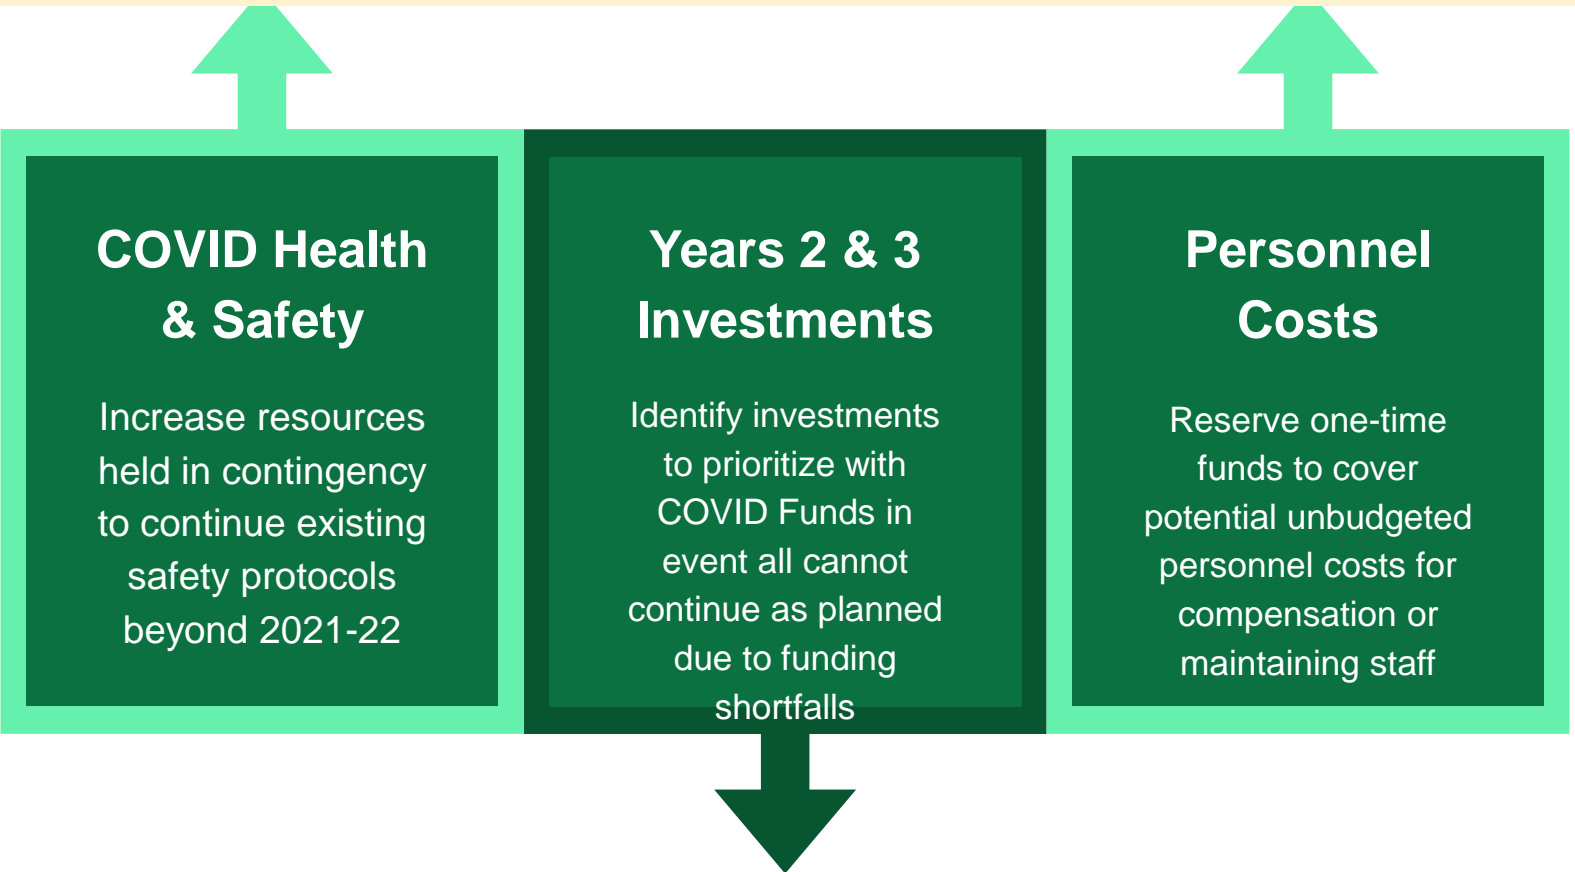 COVID Health
& Safety
Increase resources
held in contingency
to continue existing
safety protocols
beyond 2021-22
Years 2 & 3
Investments
Identify investments
to prioritize with
COVID Funds in
event all cannot
continue as planned
due to funding
shortfalls
Personnel
Costs
Reserve one-time
funds to cover
potential unbudgeted
personnel costs for
compensation or
maintaining staff